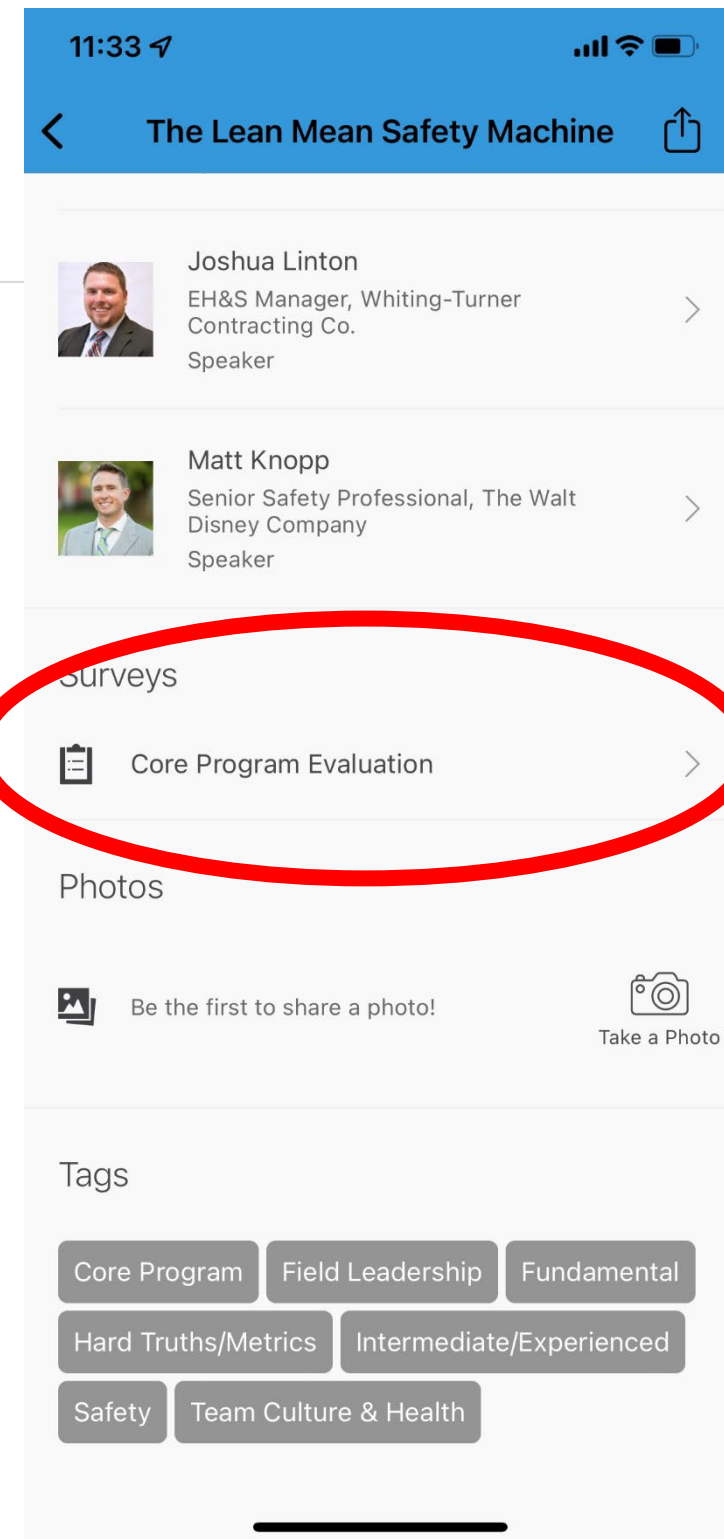 11:33
The Lean Mean Safety Machine
Joshua Linton
EH&S Manager, Whiting-Turner
Contracting Co.
Speaker
Matt Knopp
Senior Safety Professional, The Walt
Disney Company
Speaker
Surveys
Core Program Evaluation
Photos
Be the first to share a photo!
Take a Photo
Tags
Core Program
Field Leadership
Fundamental
Hard Truths/Metrics
Intermediate/Experienced
Safety
Team Culture & Health